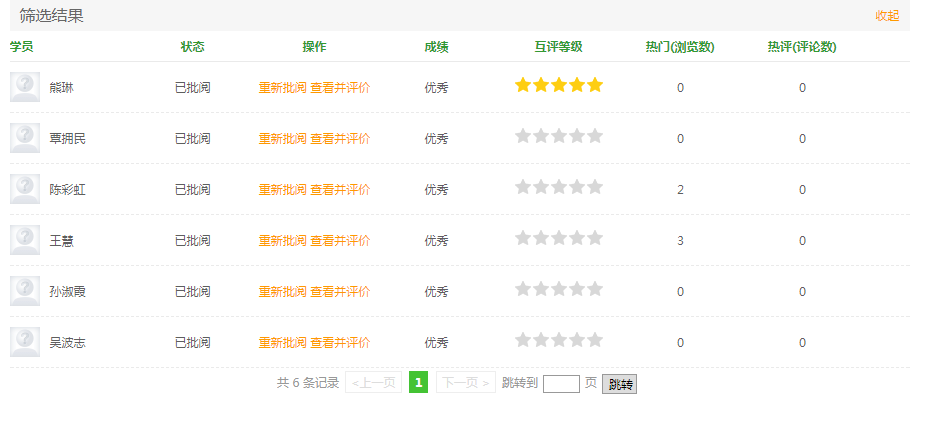 筛选结果 收起
学员 状态 操作 成绩 互评等级 热门(浏览数) 热评(评论数)
熊琳 已批阅 重新批阅 查看并评价 优秀 0 0
覃拥民 已批阅 重新批阅 查看并评价 优秀 0 0
陈彩虹 已批阅 重新批阅 查看并评价 优秀 2 0
王慧 已批阅 重新批阅 查看并评价 优秀 3 0
孙淑霞 已批阅 重新批阅 查看并评价 优秀 0 0
吴波志 已批阅 重新批阅 查看并评价 优秀 0 0
共 6 条记录 <上一页 1 下一页 > 跳转到 页 跳转